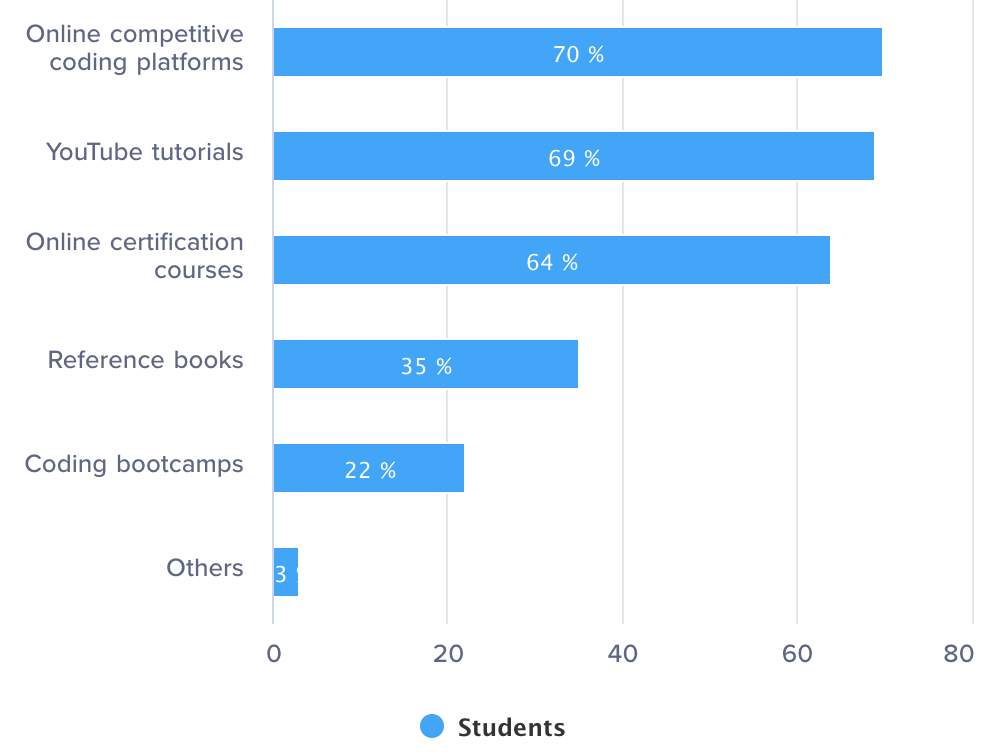 Online competitive
coding platforms
70 %
YouTube tutorials
69 %
Online certification
courses
64 %
Reference books
35 %
Coding bootcamps
22 %
Others
3
0 20 40 60 80
Students